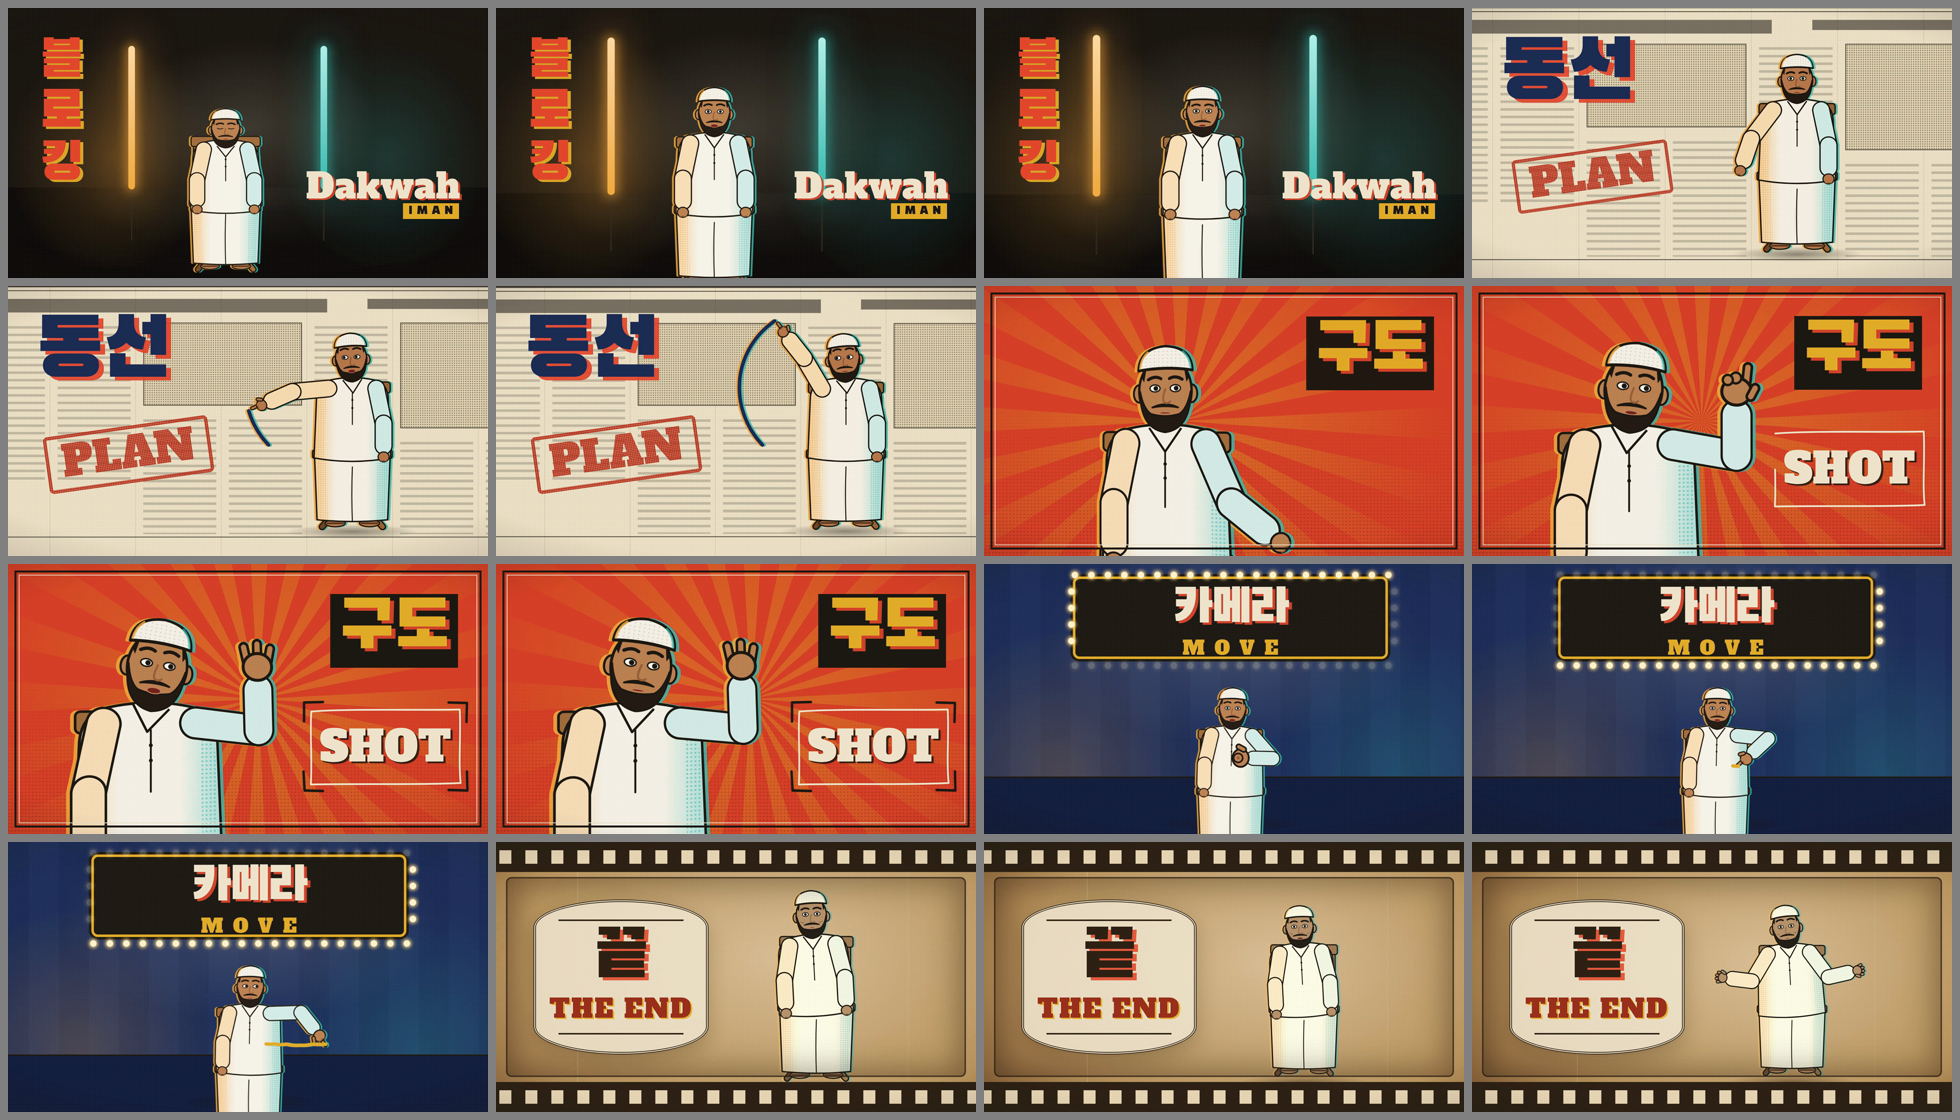 블로킹
Dakwah
IMAN
블로킹
Dakwah
IMAN
블로킹
Dakwah
IMAN
동선
PLAN
동선
PLAN
동선
PLAN
구도
구도
SHOT
구도
SHOT
구도
SHOT
카메라
MOVE
카메라
MOVE
카메라
MOVE
끝
THE END
끝
THE END
끝
THE END